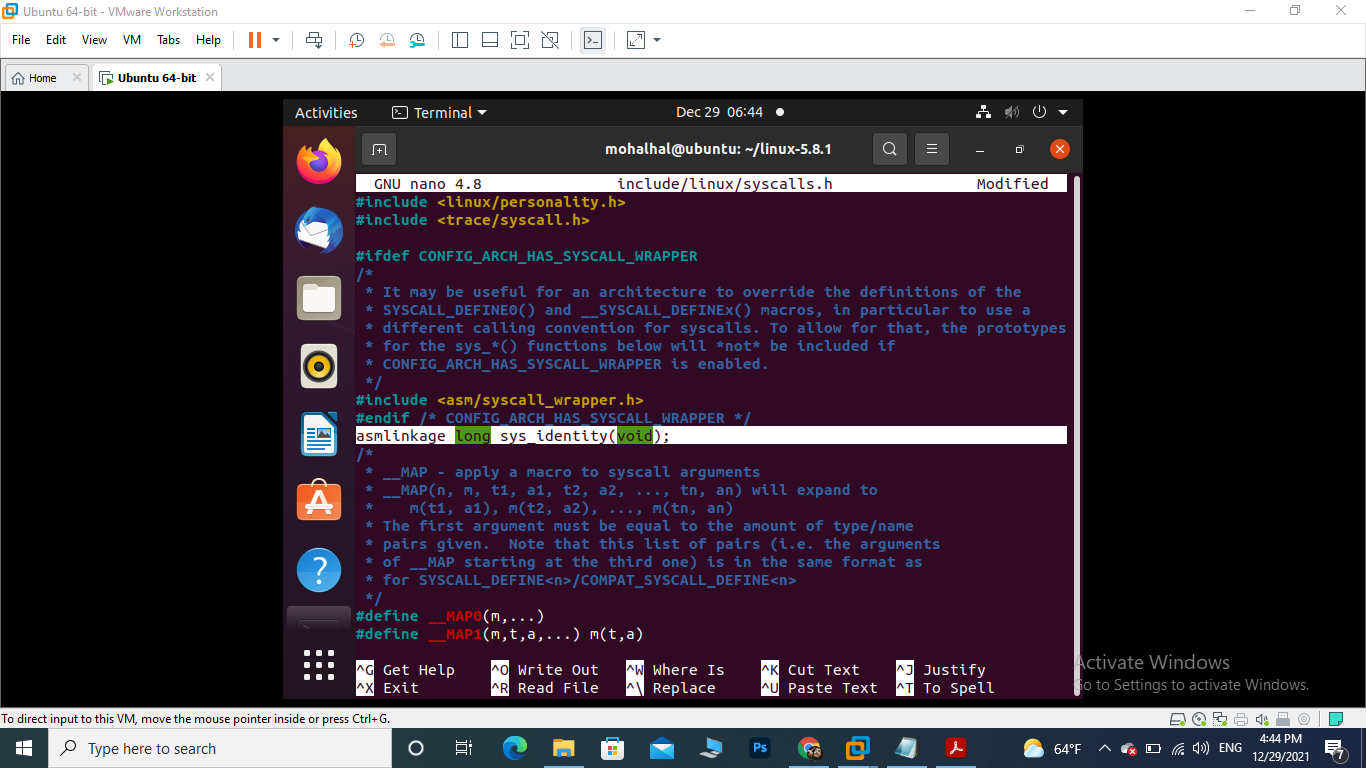 Ubuntu 64-bit - VMware Workstation
File Edit View VM Tabs Help
Home Ubuntu 64-bit
Activities Terminal Dec 29 06:44
mohalhal@ubuntu: ~/linux-5.8.1
GNU nano 4.8 include/linux/syscalls.h Modified
#include <linux/personality.h>
#include <trace/syscall.h>
#ifdef CONFIG_ARCH_HAS_SYSCALL_WRAPPER
/*
* It may be useful for an architecture to override the definitions of the
* SYSCALL_DEFINE0() and __SYSCALL_DEFINEx() macros, in particular to use a
* different calling convention for syscalls. To allow for that, the prototypes
* for the sys_*() functions below will *not* be included if
* CONFIG_ARCH_HAS_SYSCALL_WRAPPER is enabled.
*/
#include <asm/syscall_wrapper.h>
#endif /* CONFIG_ARCH_HAS_SYSCALL_WRAPPER */
asmlinkage long sys_identity(void);
/*
* __MAP - apply a macro to syscall arguments
* __MAP(n, m, t1, a1, t2, a2, ..., tn, an) will expand to
*    m(t1, a1), m(t2, a2), ..., m(tn, an)
* The first argument must be equal to the amount of type/name
* pairs given.  Note that this list of pairs (i.e. the arguments
* of __MAP starting at the third one) is in the same format as
* for SYSCALL_DEFINE<n>/COMPAT_SYSCALL_DEFINE<n>
*/
#define __MAP0(m,...)
#define __MAP1(m,t,a,...) m(t,a)
^G Get Help ^O Write Out ^W Where Is ^K Cut Text ^J Justify
^X Exit ^R Read File ^\ Replace ^U Paste Text ^T To Spell
Activate Windows
Go to Settings to activate Windows.
To direct input to this VM, move the mouse pointer inside or press Ctrl+G.
Type here to search
Ps
64°F
ENG
4:44 PM
12/29/2021
7